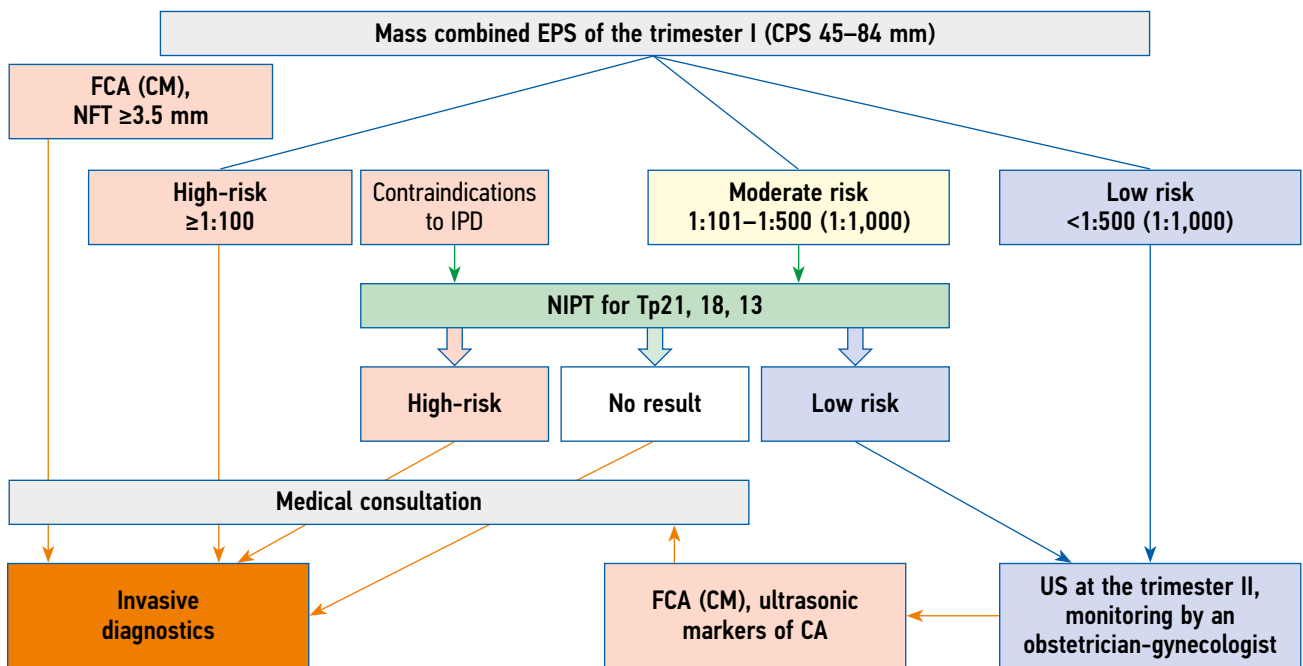 Mass combined EPS of the trimester I (CPS 45–84 mm)
FCA (CM),
NFT ≥3.5 mm
High-risk
≥1:100
Contraindications
to IPD
Moderate risk
1:101–1:500 (1:1,000)
Low risk
<1:500 (1:1,000)
NIPT for Tp21, 18, 13
High-risk
No result
Low risk
Medical consultation
Invasive
diagnostics
FCA (CM), ultrasonic
markers of CA
US at the trimester II,
monitoring by an
obstetrician-gynecologist